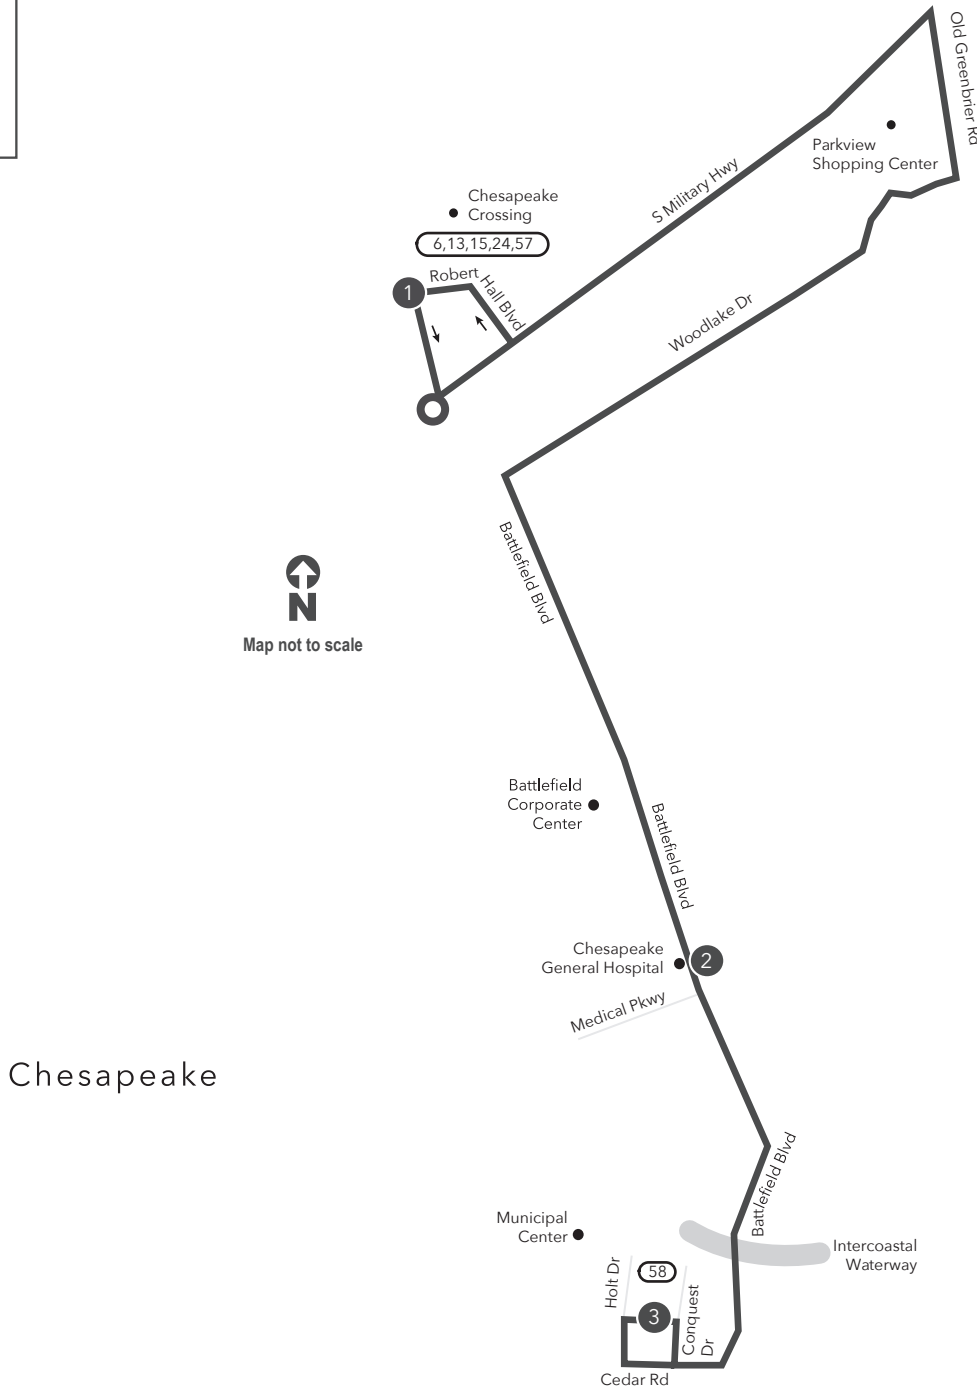 Old Greenbrier Rd
Parkview
Shopping Center
S Military Hwy
Chesapeake
Crossing
6,13,15,24,57
Robert
Hall Blvd
1
Woodlake Dr
Battlefield Blvd
N
Map not to scale
Battlefield
Corporate
Center
Battlefield Blvd
Chesapeake
General Hospital
2
Medical Pkwy
Chesapeake
Battlefield Blvd
Municipal
Center
Intercoastal
Waterway
Holt Dr
58
Conquest
Dr
3
Cedar Rd